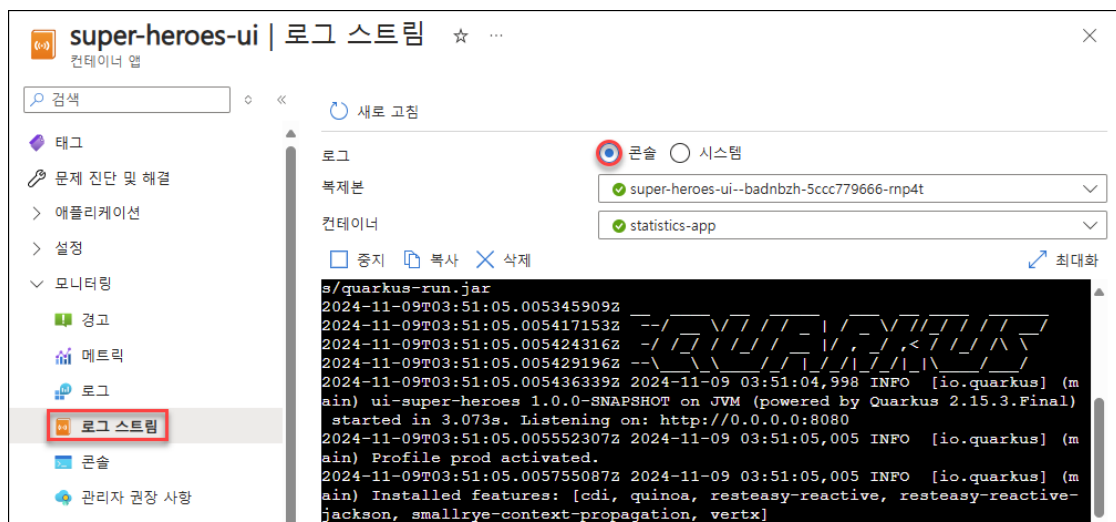 super-heroes-ui | 로그 스트림
컨테이너 앱
검색
태그
문제 진단 및 해결
애플리케이션
설정
모니터링
경고
메트릭
로그
로그 스트림
콘솔
관리자 권장 사항
새로 고침
로그 콘솔 시스템
복제본 super-heroes-ui--badnbzh-5ccc779666-rnp4t
컨테이너 statistics-app
중지 복사 삭제 최대화
s/quarkus-run.jar
2024-11-09T03:51:05.005345909Z
2024-11-09T03:51:05.005417153Z
2024-11-09T03:51:05.005424316Z
2024-11-09T03:51:05.005429196Z
2024-11-09T03:51:05.005436339Z 2024-11-09 03:51:04,998 INFO [io.quarkus] (m
ain) ui-super-heroes 1.0.0-SNAPSHOT on JVM (powered by Quarkus 2.15.3.Final)
started in 3.073s. Listening on: http://0.0.0.0:8080
2024-11-09T03:51:05.005552307Z 2024-11-09 03:51:05,005 INFO [io.quarkus] (m
ain) Profile prod activated.
2024-11-09T03:51:05.005755087Z 2024-11-09 03:51:05,005 INFO [io.quarkus] (m
ain) Installed features: [cdi, quinoa, resteasy-reactive, resteasy-reactive-
jackson, smallrye-context-propagation, vertx]